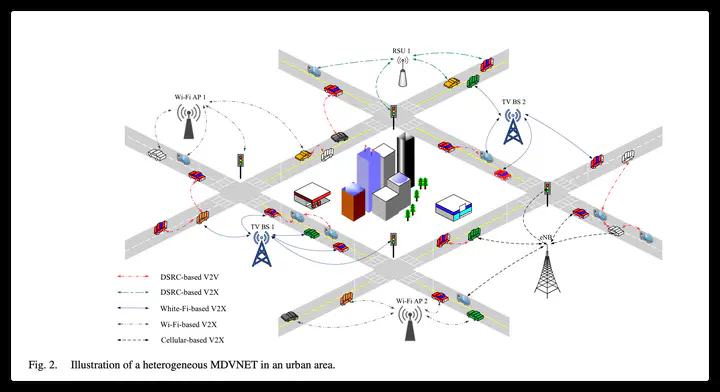 RSU 1
Wi-Fi AP 1
TV BS 2
TV BS 1
eNB
Wi-Fi AP 2
DSRC-based V2V
DSRC-based V2X
White-Fi-based V2X
Wi-Fi-based V2X
Cellular-based V2X
Fig. 2. Illustration of a heterogeneous MDVNET in an urban area.